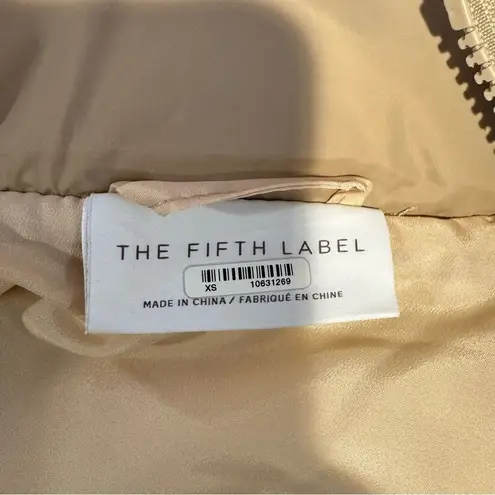 THE FIFTH LABEL
XS 10631269
MADE IN CHINA / FABRIQUÉ EN CHINE